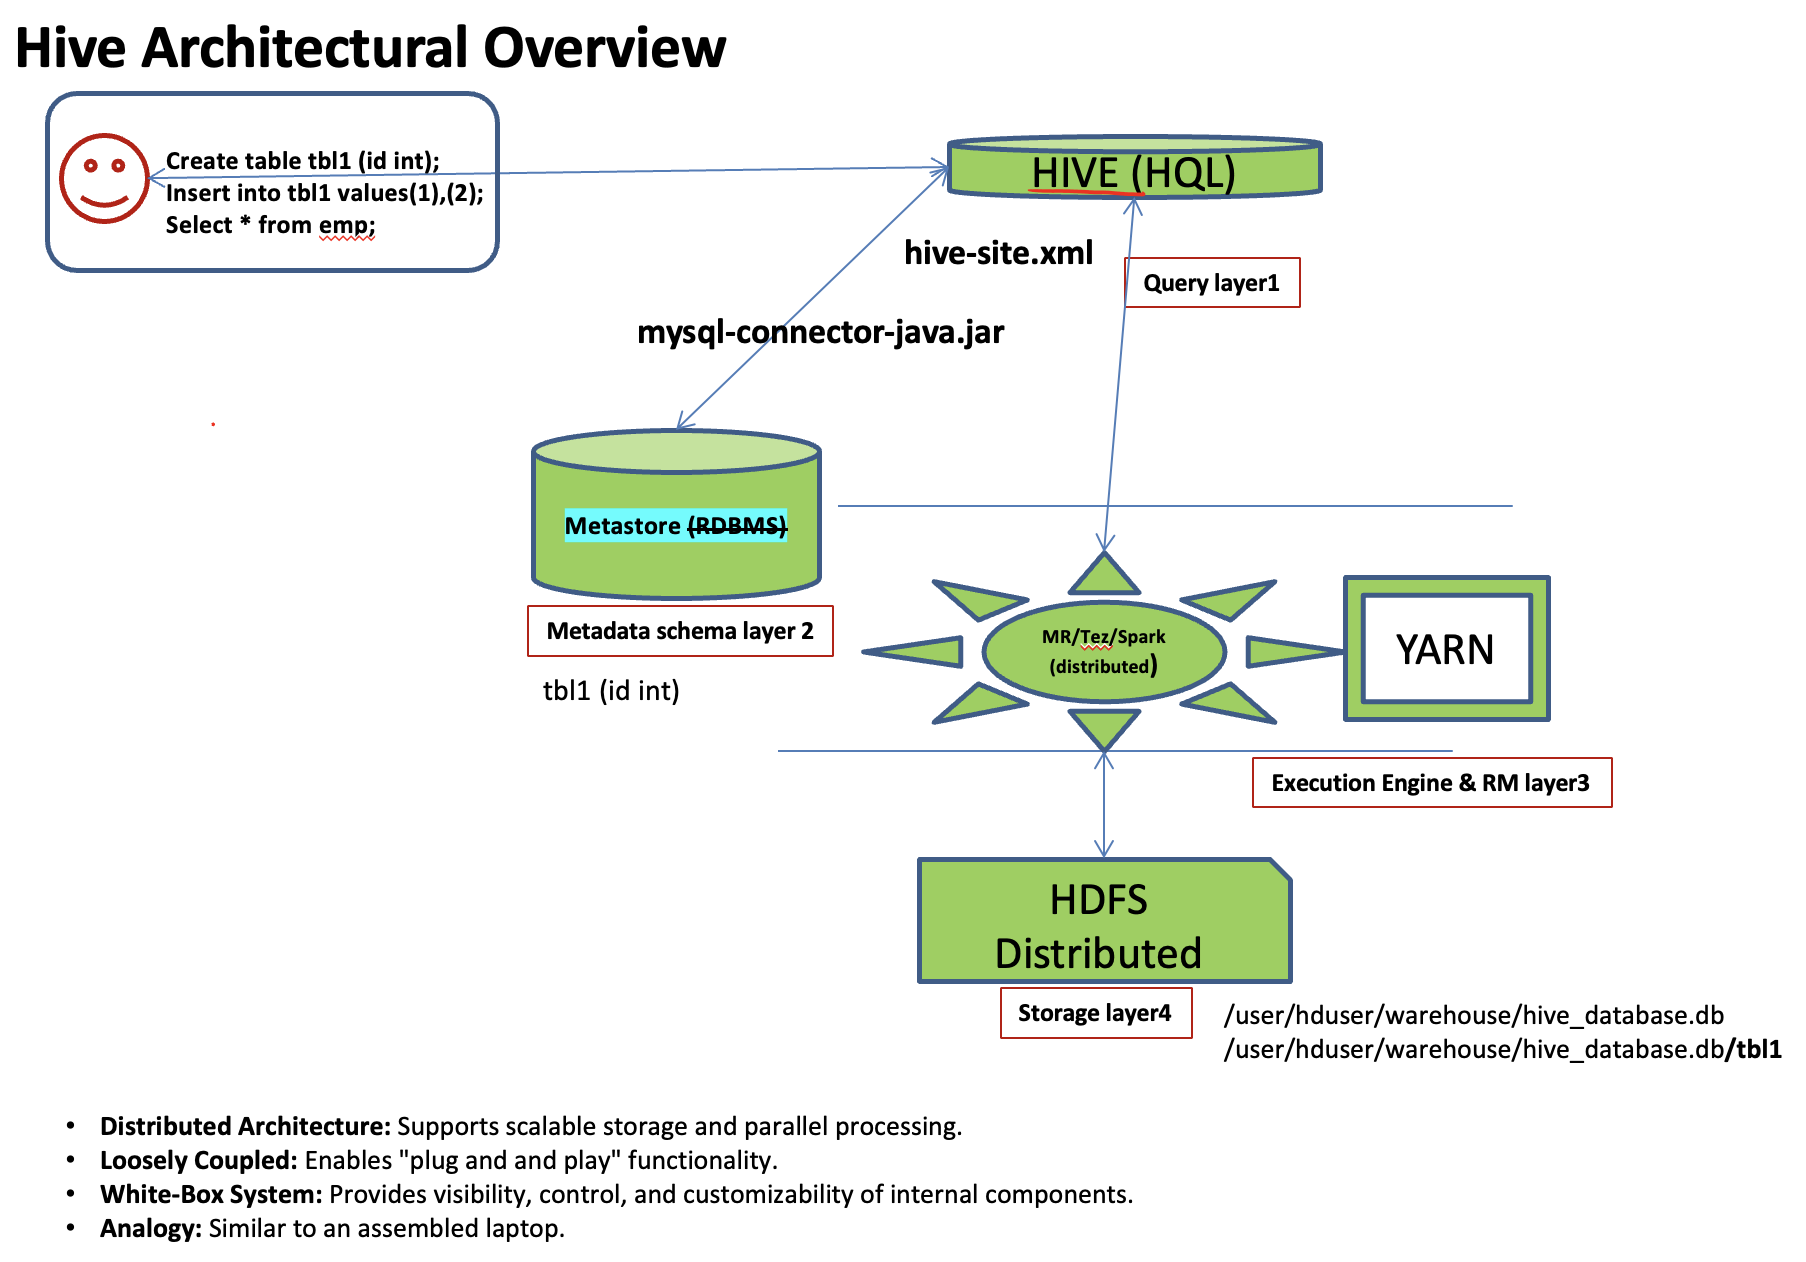 Hive Architectural Overview
Create table tbl1 (id int);
Insert into tbl1 values(1),(2);
Select * from emp;
HIVE (HQL)
hive-site.xml
Query layer1
mysql-connector-java.jar
Metastore (RDBMS)
Metadata schema layer 2
tbl1 (id int)
MR/Tez/Spark
(distributed)
YARN
Execution Engine & RM layer3
HDFS
Distributed
Storage layer4
/user/hduser/warehouse/hive_database.db
/user/hduser/warehouse/hive_database.db/tbl1
• Distributed Architecture: Supports scalable storage and parallel processing.
• Loosely Coupled: Enables "plug and and play" functionality.
• White-Box System: Provides visibility, control, and customizability of internal components.
• Analogy: Similar to an assembled laptop.